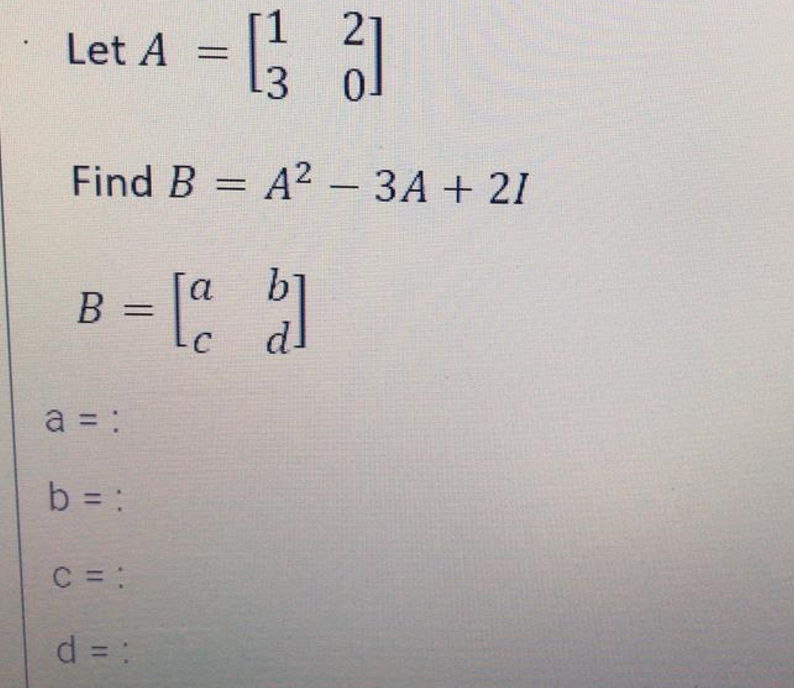 Let A = [1 2
3 0]
Find B = A² – 3A + 2I
B = [a b
c d]
a = :
b = :
c = :
d = :